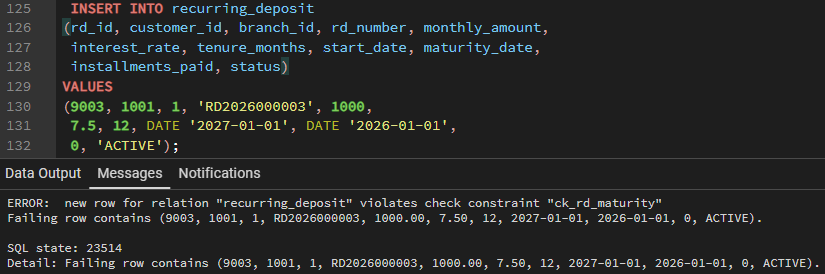 125 INSERT INTO recurring_deposit
126 (rd_id, customer_id, branch_id, rd_number, monthly_amount,
127 interest_rate, tenure_months, start_date, maturity_date,
128 installments_paid, status)
129 VALUES
130 (9003, 1001, 1, 'RD2026000003', 1000,
131 7.5, 12, DATE '2027-01-01', DATE '2026-01-01',
132 0, 'ACTIVE');
Data Output Messages Notifications
ERROR:  new row for relation "recurring_deposit" violates check constraint "ck_rd_maturity"
Failing row contains (9003, 1001, 1, RD2026000003, 1000.00, 7.50, 12, 2027-01-01, 2026-01-01, 0, ACTIVE).
SQL state: 23514
Detail: Failing row contains (9003, 1001, 1, RD2026000003, 1000.00, 7.50, 12, 2027-01-01, 2026-01-01, 0, ACTIVE).